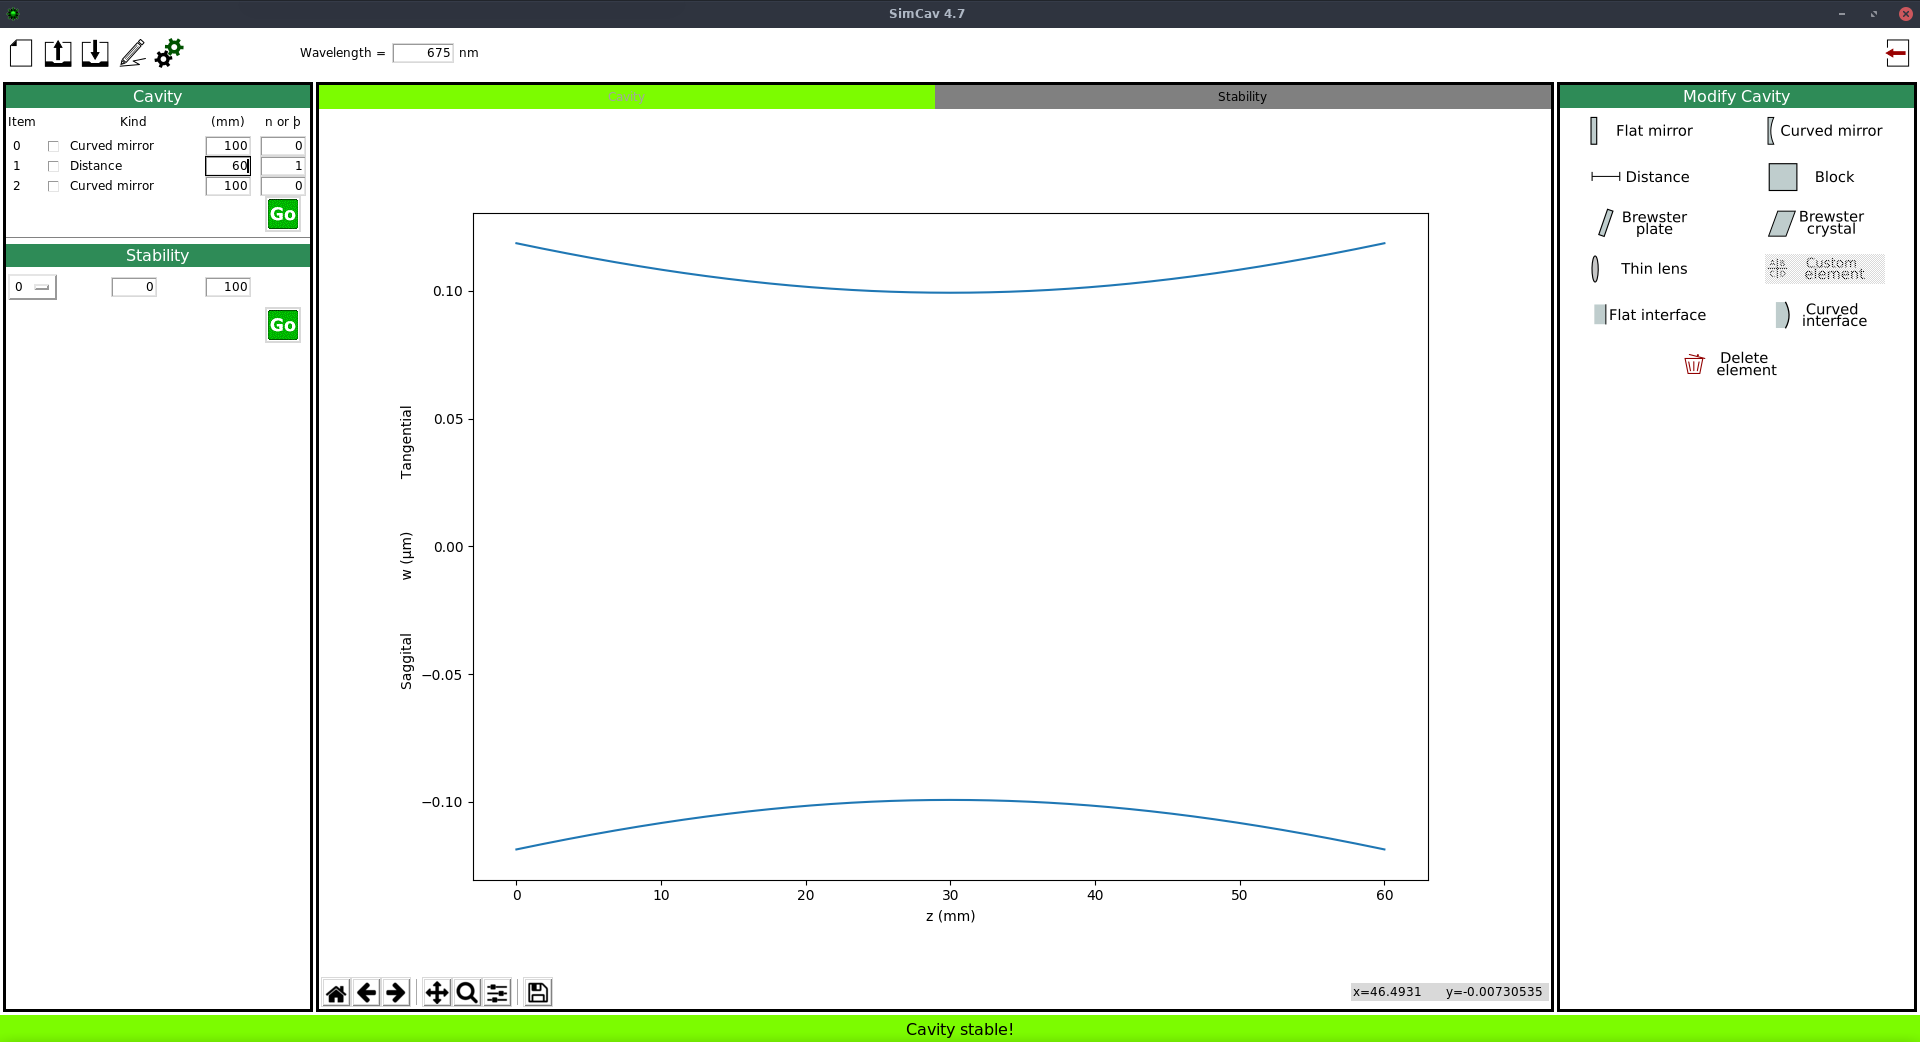 SimCav 4.7
Wavelength = 675 nm
Cavity
Item Kind (mm) n or þ
0 Curved mirror 100 0
1 Distance 60 1
2 Curved mirror 100 0
Go
Stability
0 0 100
Go
Cavity Stability
0.10
0.05
0.00
−0.05
−0.10
Tangential
w (µm)
Saggital
0 10 20 30 40 50 60
z (mm)
x=46.4931 y=-0.00730535
Modify Cavity
Flat mirror
Curved mirror
Distance
Block
Brewster
plate
Brewster
crystal
Thin lens
A|B
C|D
Custom
element
Flat interface
Curved
interface
Delete
element
Cavity stable!